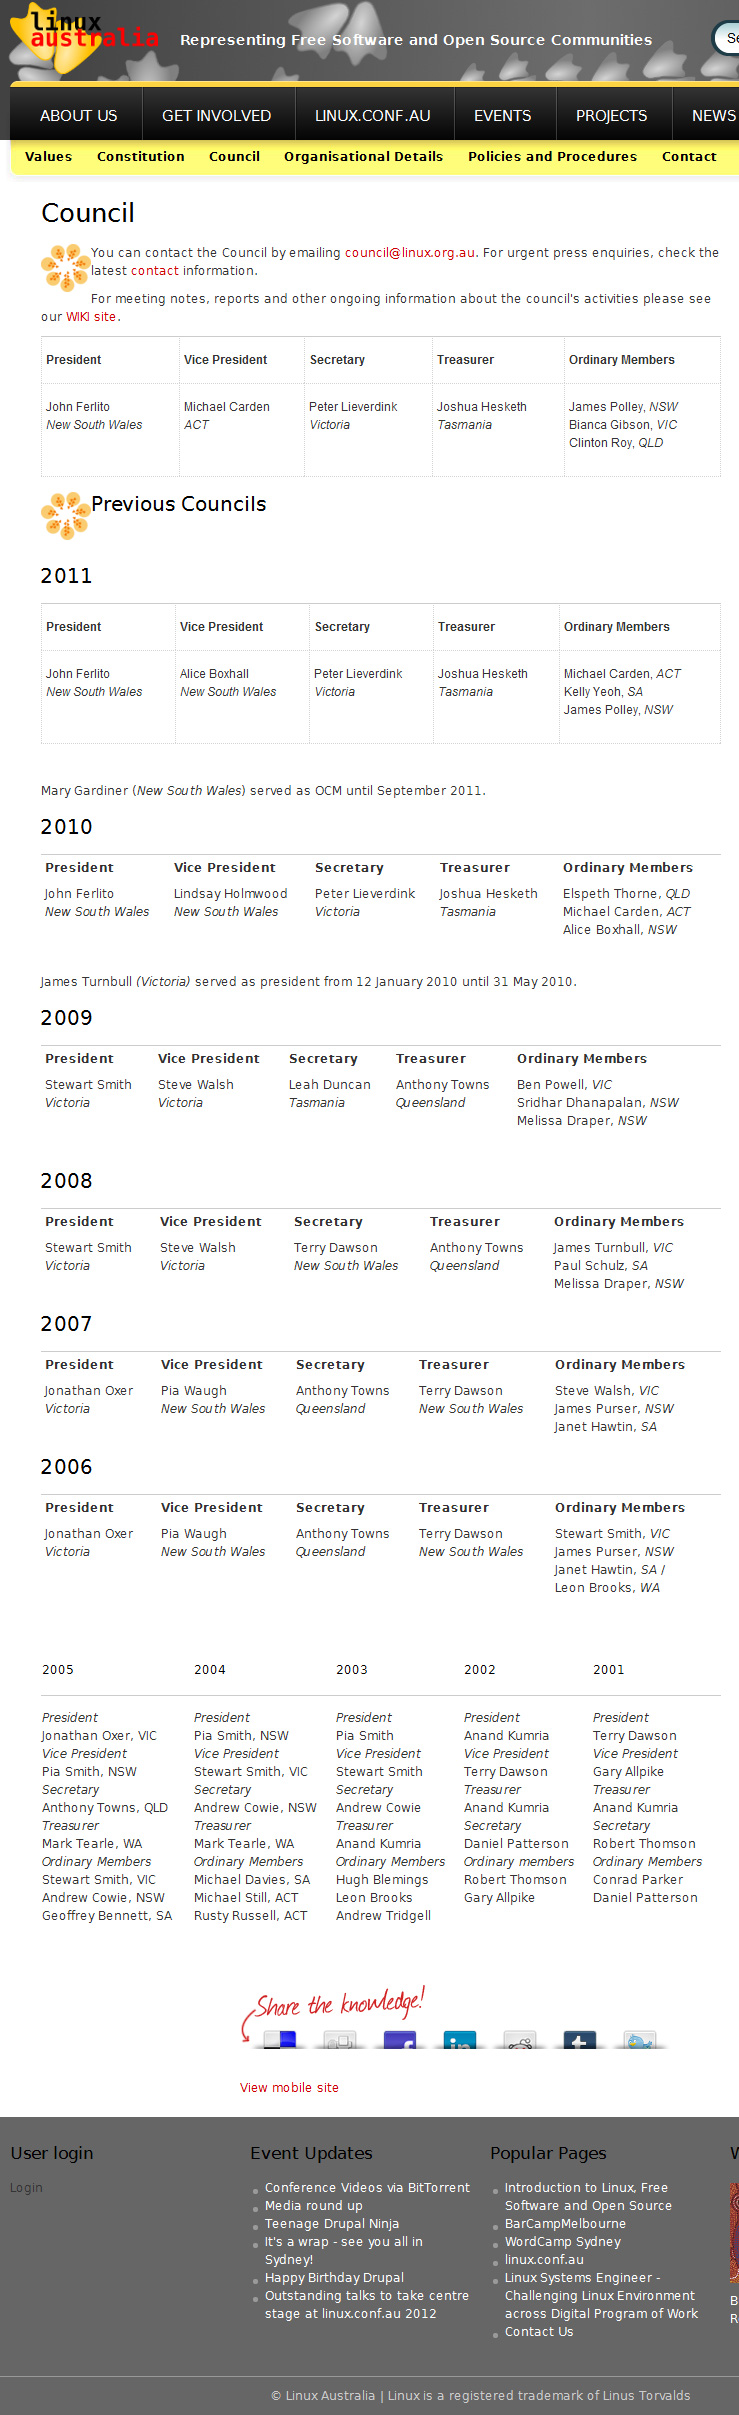 linux
australia
Representing Free Software and Open Source Communities
Se
ABOUT US GET INVOLVED LINUX.CONF.AU EVENTS PROJECTS NEWS
Values Constitution Council Organisational Details Policies and Procedures Contact
Council
You can contact the Council by emailing council@linux.org.au. For urgent press enquiries, check the
latest contact information.
For meeting notes, reports and other ongoing information about the council's activities please see
our WIKI site.
President Vice President Secretary Treasurer Ordinary Members
John Ferlito Michael Carden Peter Lieverdink Joshua Hesketh James Polley, NSW
New South Wales ACT Victoria Tasmania Bianca Gibson, VIC
Clinton Roy, QLD
Previous Councils
2011
President Vice President Secretary Treasurer Ordinary Members
John Ferlito Alice Boxhall Peter Lieverdink Joshua Hesketh Michael Carden, ACT
New South Wales New South Wales Victoria Tasmania Kelly Yeoh, SA
James Polley, NSW
Mary Gardiner (New South Wales) served as OCM until September 2011.
2010
President Vice President Secretary Treasurer Ordinary Members
John Ferlito Lindsay Holmwood Peter Lieverdink Joshua Hesketh Elspeth Thorne, QLD
New South Wales New South Wales Victoria Tasmania Michael Carden, ACT
Alice Boxhall, NSW
James Turnbull (Victoria) served as president from 12 January 2010 until 31 May 2010.
2009
President Vice President Secretary Treasurer Ordinary Members
Stewart Smith Steve Walsh Leah Duncan Anthony Towns Ben Powell, VIC
Victoria Victoria Tasmania Queensland Sridhar Dhanapalan, NSW
Melissa Draper, NSW
2008
President Vice President Secretary Treasurer Ordinary Members
Stewart Smith Steve Walsh Terry Dawson Anthony Towns James Turnbull, VIC
Victoria Victoria New South Wales Queensland Paul Schulz, SA
Melissa Draper, NSW
2007
President Vice President Secretary Treasurer Ordinary Members
Jonathan Oxer Pia Waugh Anthony Towns Terry Dawson Steve Walsh, VIC
Victoria New South Wales Queensland New South Wales James Purser, NSW
Janet Hawtin, SA
2006
President Vice President Secretary Treasurer Ordinary Members
Jonathan Oxer Pia Waugh Anthony Towns Terry Dawson Stewart Smith, VIC
Victoria New South Wales Queensland New South Wales James Purser, NSW
Janet Hawtin, SA /
Leon Brooks, WA
2005 2004 2003 2002 2001
President President President President President
Jonathan Oxer, VIC Pia Smith, NSW Pia Smith Anand Kumria Terry Dawson
Vice President Vice President Vice President Vice President Vice President
Pia Smith, NSW Stewart Smith, VIC Stewart Smith Terry Dawson Gary Allpike
Secretary Secretary Secretary Treasurer Treasurer
Anthony Towns, QLD Andrew Cowie, NSW Andrew Cowie Anand Kumria Anand Kumria
Treasurer Treasurer Treasurer Secretary Secretary
Mark Tearle, WA Mark Tearle, WA Anand Kumria Daniel Patterson Robert Thomson
Ordinary Members Ordinary Members Ordinary Members Ordinary members Ordinary Members
Stewart Smith, VIC Michael Davies, SA Hugh Blemings Robert Thomson Conrad Parker
Andrew Cowie, NSW Michael Still, ACT Leon Brooks Gary Allpike Daniel Patterson
Geoffrey Bennett, SA Rusty Russell, ACT Andrew Tridgell
Share the knowledge!
View mobile site
User login
Login
Event Updates
Conference Videos via BitTorrent
Media round up
Teenage Drupal Ninja
It's a wrap - see you all in
Sydney!
Happy Birthday Drupal
Outstanding talks to take centre
stage at linux.conf.au 2012
Popular Pages
Introduction to Linux, Free
Software and Open Source
BarCampMelbourne
WordCamp Sydney
linux.conf.au
Linux Systems Engineer -
Challenging Linux Environment
across Digital Program of Work
Contact Us
B
R
© Linux Australia | Linux is a registered trademark of Linus Torvalds